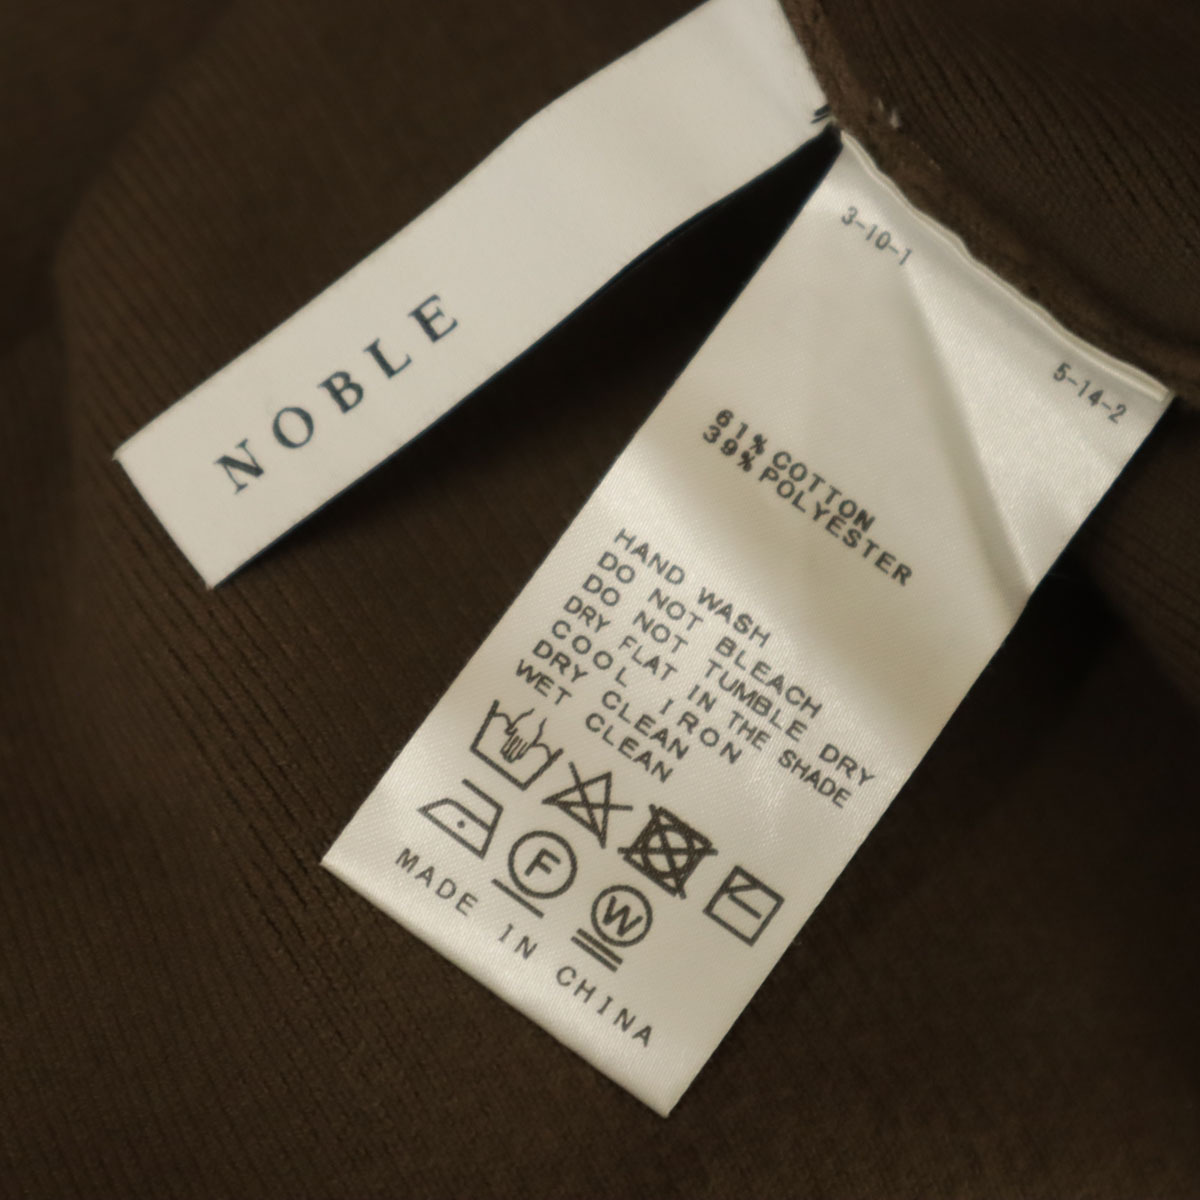 NOBLE
3-10-1
5-14-2
61% COTTON
39% POLYESTER
HAND WASH
DO NOT BLEACH
DO NOT TUMBLE DRY
DRY FLAT IN THE SHADE
COOL IRON
DRY CLEAN
WET CLEAN
F
W
MADE IN CHINA